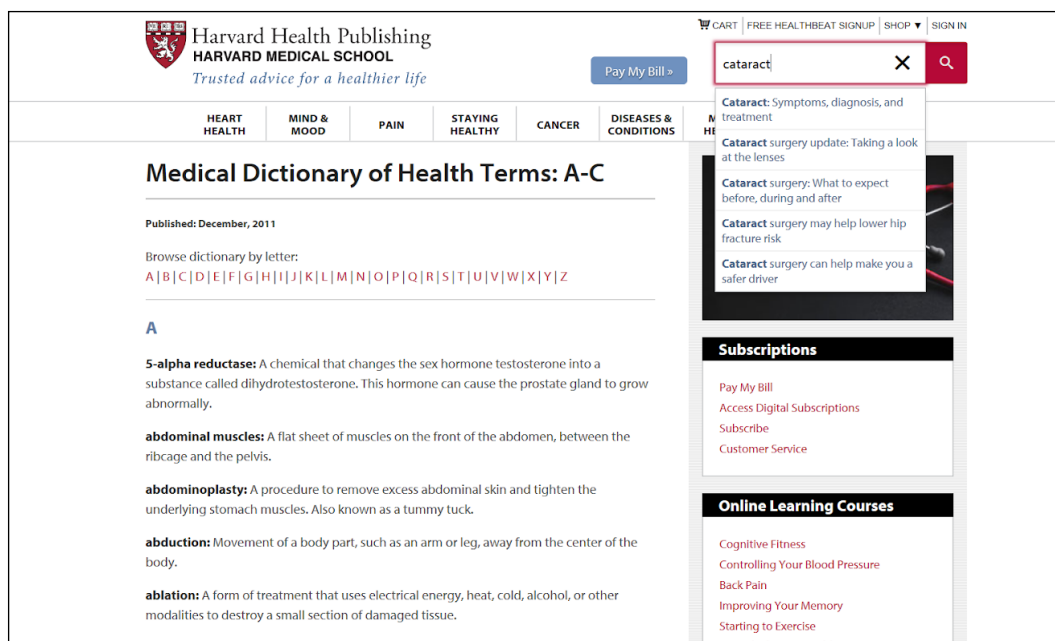 CART | FREE HEALTHBEAT SIGNUP | SHOP ▼ | SIGN IN
Harvard Health Publishing
HARVARD MEDICAL SCHOOL
Trusted advice for a healthier life
Pay My Bill »
cataract
Cataract: Symptoms, diagnosis, and
treatment
Cataract surgery update: Taking a look
at the lenses
Cataract surgery: What to expect
before, during and after
Cataract surgery may help lower hip
fracture risk
Cataract surgery can help make you a
safer driver
HEART
HEALTH
MIND &
MOOD
PAIN
STAYING
HEALTHY
CANCER
DISEASES &
CONDITIONS
Medical Dictionary of Health Terms: A-C
Published: December, 2011
Browse dictionary by letter:
A|B|C|D|E|F|G|H|I|J|K|L|M|N|O|P|Q|R|S|T|U|V|W|X|Y|Z
A
5-alpha reductase: A chemical that changes the sex hormone testosterone into a
substance called dihydrotestosterone. This hormone can cause the prostate gland to grow
abnormally.
abdominal muscles: A flat sheet of muscles on the front of the abdomen, between the
ribcage and the pelvis.
abdominoplasty: A procedure to remove excess abdominal skin and tighten the
underlying stomach muscles. Also known as a tummy tuck.
abduction: Movement of a body part, such as an arm or leg, away from the center of the
body.
ablation: A form of treatment that uses electrical energy, heat, cold, alcohol, or other
modalities to destroy a small section of damaged tissue.
Subscriptions
Pay My Bill
Access Digital Subscriptions
Subscribe
Customer Service
Online Learning Courses
Cognitive Fitness
Controlling Your Blood Pressure
Back Pain
Improving Your Memory
Starting to Exercise